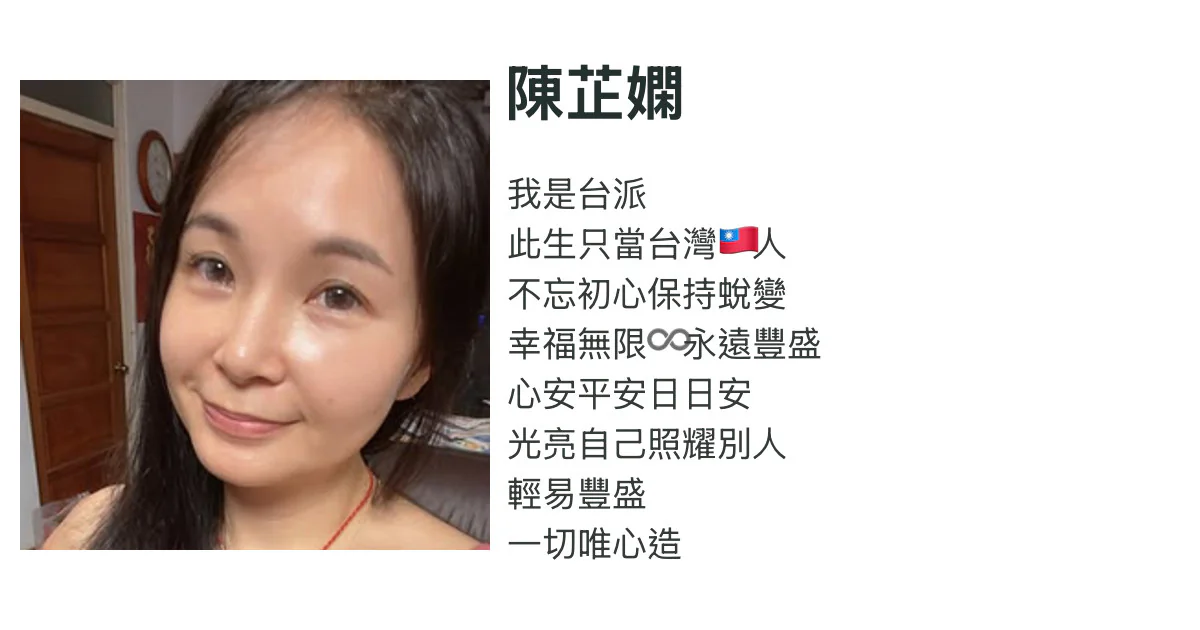 陳芷嫻
我是台派
此生只當台灣🇹🇼人
不忘初心保持蛻變
幸福無限♾️永遠豐盛
心安平安日日安
光亮自己照耀別人
輕易豐盛
一切唯心造